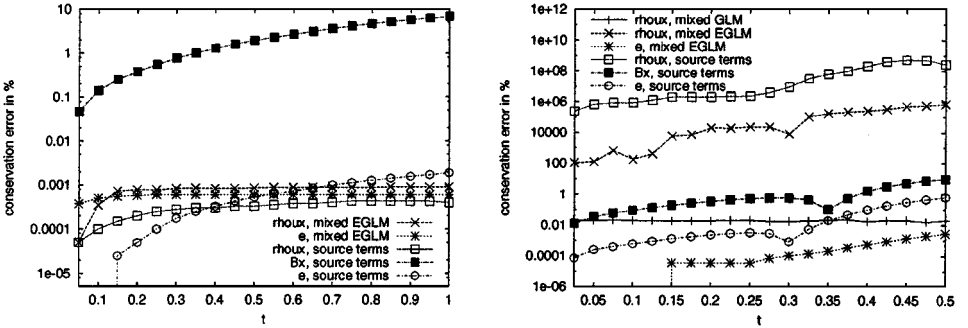 conservation error in %
10
1
0.1
0.01
0.001
0.0001
1e-05
rhoux, mixed EGLM
e, mixed EGLM
rhoux, source terms
Bx, source terms
e, source terms
0.1 0.2 0.3 0.4 0.5 0.6 0.7 0.8 0.9 1
t
conservation error in %
1e+12
1e+10
1e+08
1e+06
10000
100
1
0.01
0.0001
1e-06
rhoux, mixed GLM
rhoux, mixed EGLM
e, mixed EGLM
rhoux, source terms
Bx, source terms
e, source terms
0.05 0.1 0.15 0.2 0.25 0.3 0.35 0.4 0.45 0.5
t